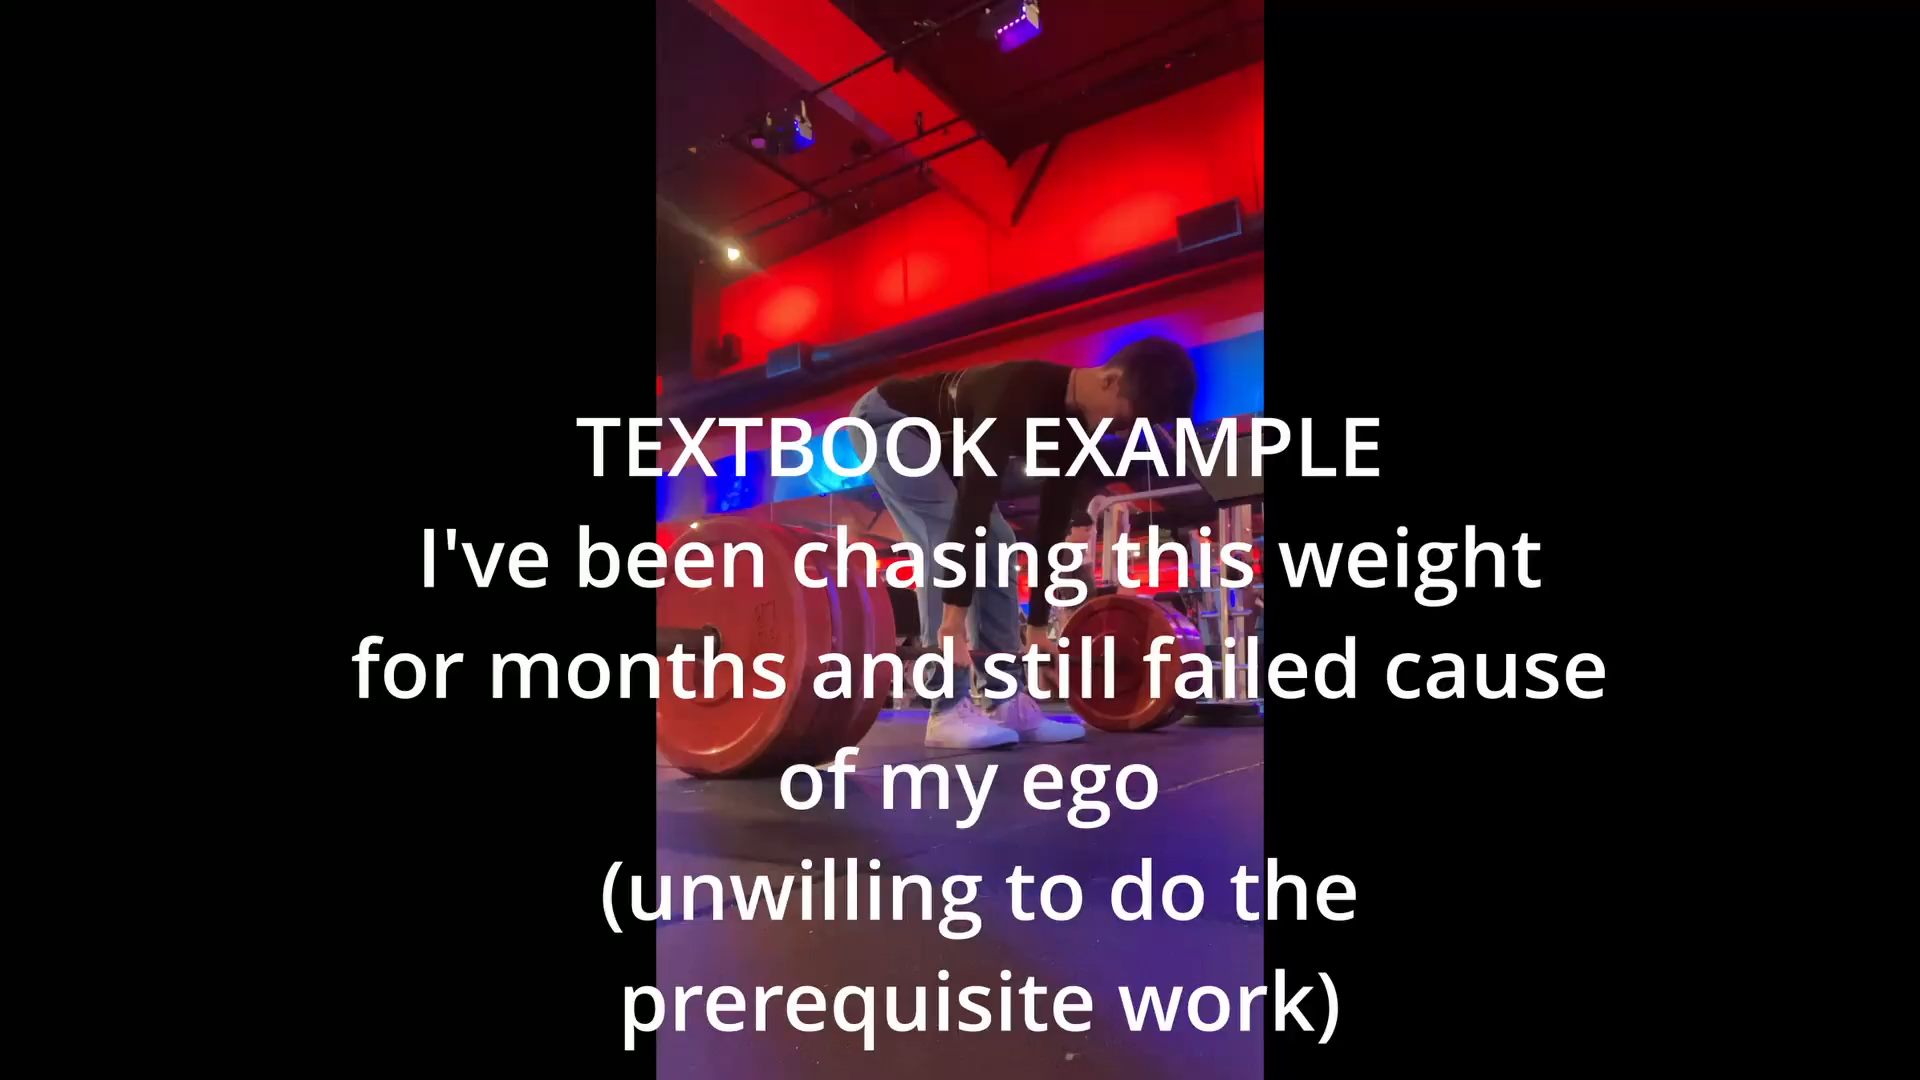 TEXTBOOK EXAMPLE
I've been chasing this weight
for months and still failed cause
of my ego
(unwilling to do the
prerequisite work)